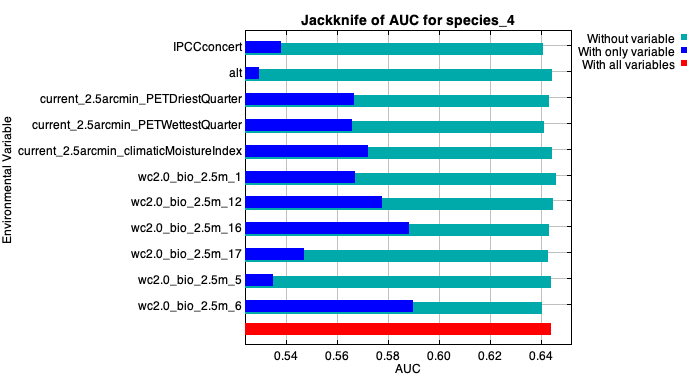 Jackknife of AUC for species_4
Without variable
With only variable
With all variables
Environmental Variable
IPCCconcert
alt
current_2.5arcmin_PETDriestQuarter
current_2.5arcmin_PETWettestQuarter
current_2.5arcmin_climaticMoistureIndex
wc2.0_bio_2.5m_1
wc2.0_bio_2.5m_12
wc2.0_bio_2.5m_16
wc2.0_bio_2.5m_17
wc2.0_bio_2.5m_5
wc2.0_bio_2.5m_6
0.54 0.56 0.58 0.60 0.62 0.64
AUC